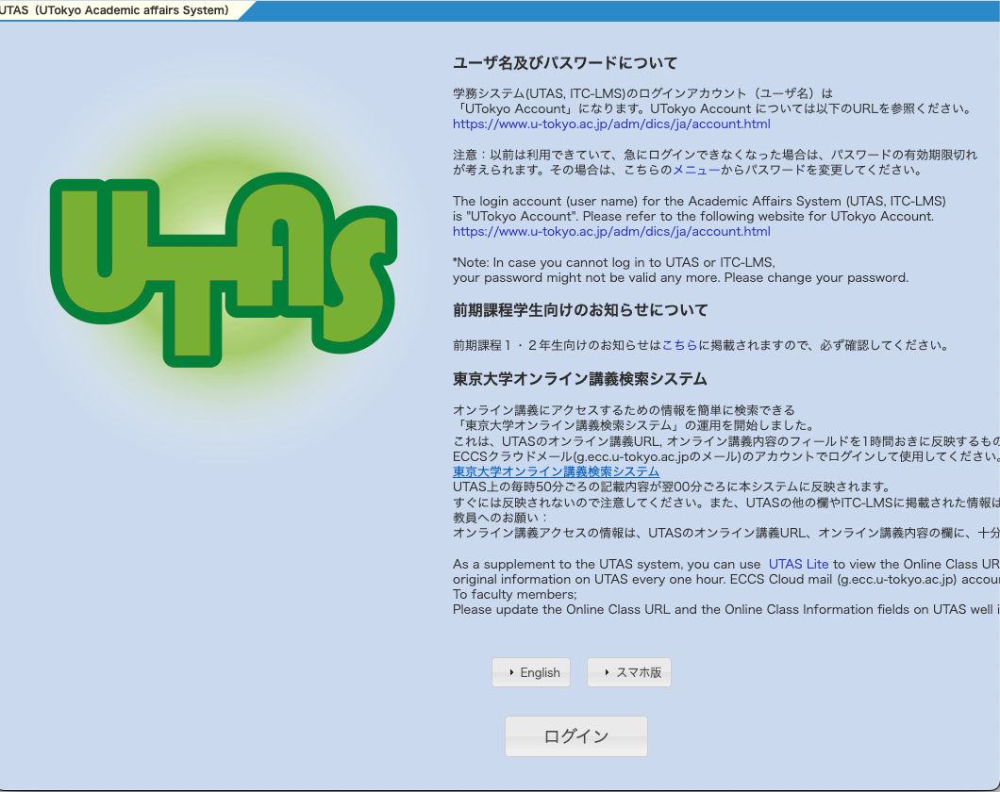 UTAS（UTokyo Academic affairs System）
UTAS
ユーザ名及びパスワードについて
学務システム(UTAS, ITC-LMS)のログインアカウント（ユーザ名）は
「UTokyo Account」になります。UTokyo Account については以下のURLを参照ください。
https://www.u-tokyo.ac.jp/adm/dics/ja/account.html
注意：以前は利用できていて、急にログインできなくなった場合は、パスワードの有効期限切れ
が考えられます。その場合は、こちらのメニューからパスワードを変更してください。
The login account (user name) for the Academic Affairs System (UTAS, ITC-LMS)
is "UTokyo Account". Please refer to the following website for UTokyo Account.
https://www.u-tokyo.ac.jp/adm/dics/ja/account.html
*Note: In case you cannot log in to UTAS or ITC-LMS,
your password might not be valid any more. Please change your password.
前期課程学生向けのお知らせについて
前期課程１・２年生向けのお知らせはこちらに掲載されますので、必ず確認してください。
東京大学オンライン講義検索システム
オンライン講義にアクセスするための情報を簡単に検索できる
「東京大学オンライン講義検索システム」の運用を開始しました。
これは、UTASのオンライン講義URL, オンライン講義内容のフィールドを1時間おきに反映するもの
ECCSクラウドメール(g.ecc.u-tokyo.ac.jpのメール)のアカウントでログインして使用してください。
東京大学オンライン講義検索システム
UTAS上の毎時50分ごろの記載内容が翌00分ごろに本システムに反映されます。
すぐには反映されないので注意してください。また、UTASの他の欄やITC-LMSに掲載された情報は
教員へのお願い：
オンライン講義アクセスの情報は、UTASのオンライン講義URL、オンライン講義内容の欄に、十分
As a supplement to the UTAS system, you can use UTAS Lite to view the Online Class UR
original information on UTAS every one hour. ECCS Cloud mail (g.ecc.u-tokyo.ac.jp) accou
To faculty members;
Please update the Online Class URL and the Online Class Information fields on UTAS well i
English
スマホ版
ログイン